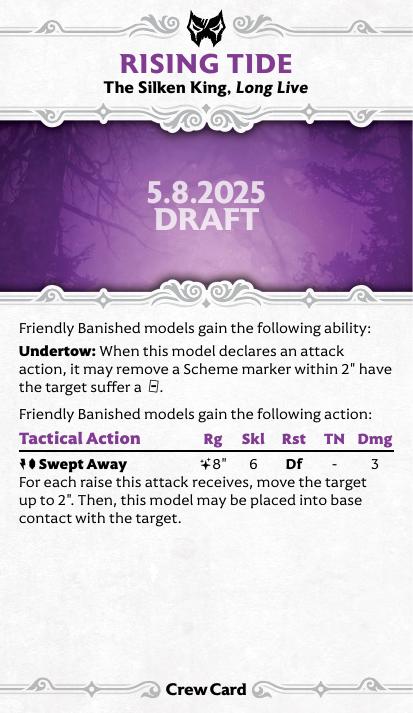 RISING TIDE
The Silken King, Long Live
5.8.2025
DRAFT
Friendly Banished models gain the following ability:
Undertow: When this model declares an attack
action, it may remove a Scheme marker within 2" have
the target suffer a .
Friendly Banished models gain the following action:
Tactical Action Rg Skl Rst TN Dmg
Swept Away 8" 6 Df - 3
For each raise this attack receives, move the target
up to 2". Then, this model may be placed into base
contact with the target.
Crew Card